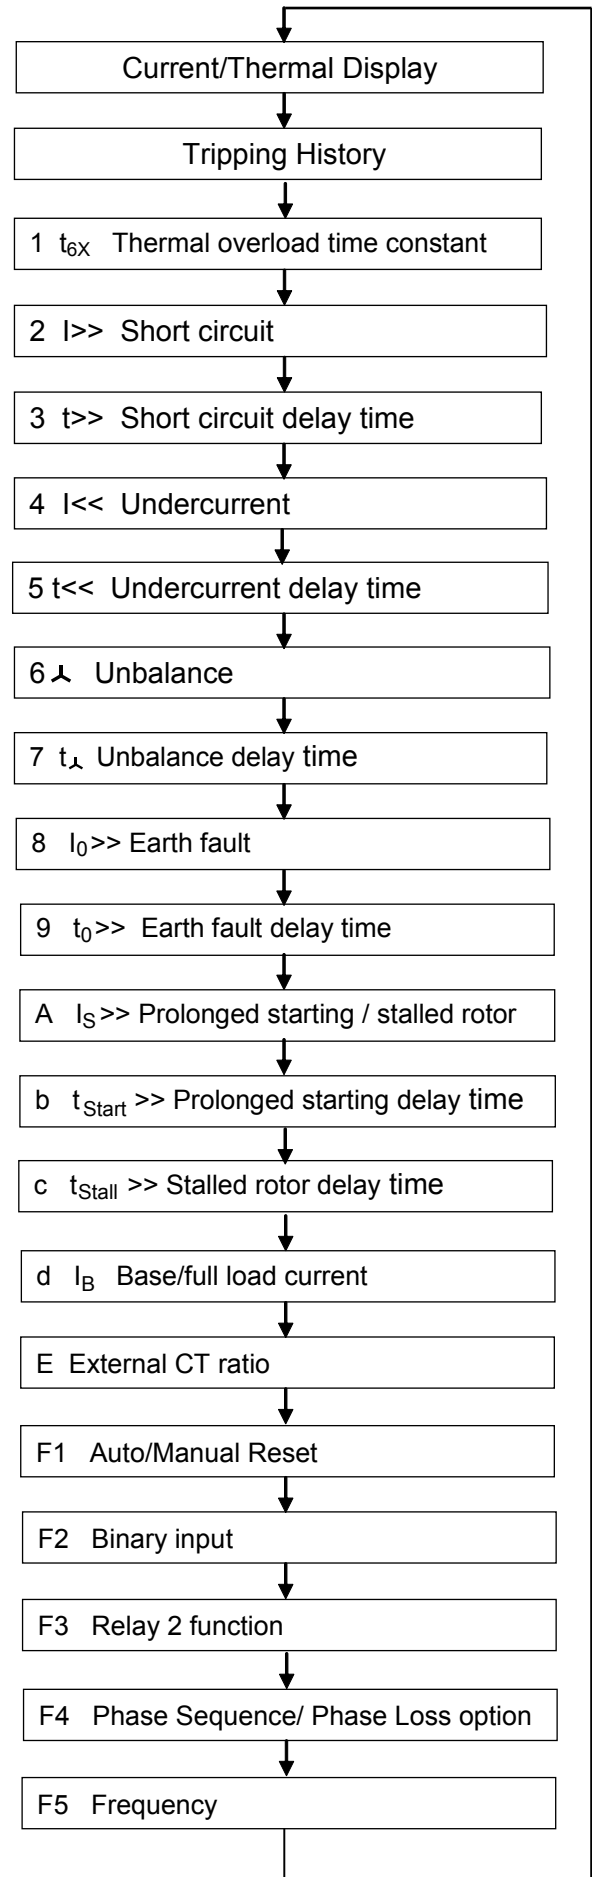 Current/Thermal Display
Tripping History
1 t6X Thermal overload time constant
2 I>> Short circuit
3 t>> Short circuit delay time
4 I<< Undercurrent
5 t<< Undercurrent delay time
6 ⅄ Unbalance
7 t⅄ Unbalance delay time
8 I0>> Earth fault
9 t0>> Earth fault delay time
A IS>> Prolonged starting / stalled rotor
b tStart >> Prolonged starting delay time
c tStall >> Stalled rotor delay time
d IB Base/full load current
E External CT ratio
F1 Auto/Manual Reset
F2 Binary input
F3 Relay 2 function
F4 Phase Sequence/ Phase Loss option
F5 Frequency